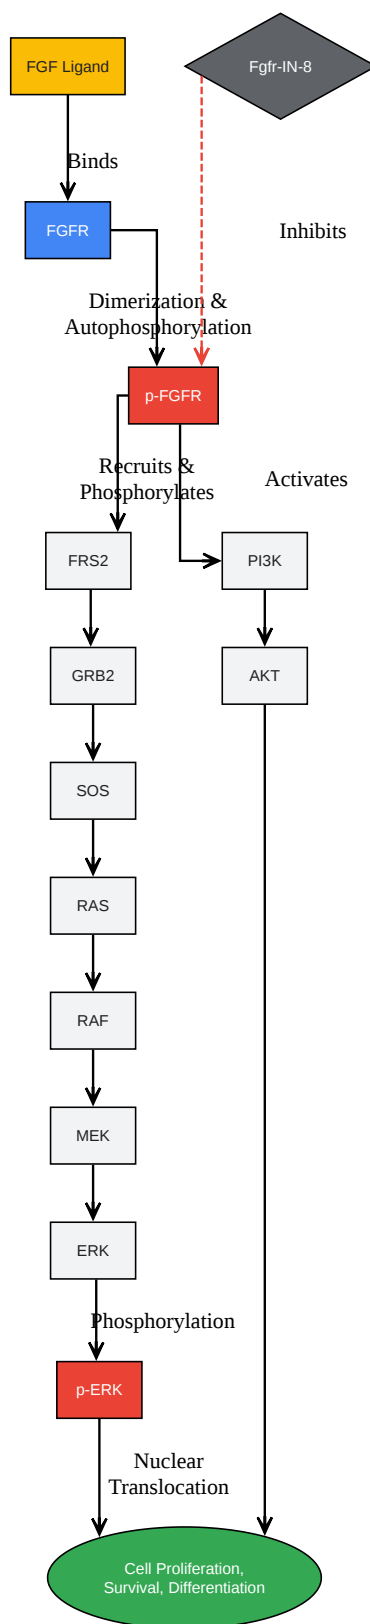 FGF Ligand
Fgfr-IN-8
Binds
FGFR
Inhibits
Dimerization &
Autophosphorylation
p-FGFR
Recruits &
Phosphorylates
Activates
FRS2
PI3K
GRB2
AKT
SOS
RAS
RAF
MEK
ERK
Phosphorylation
p-ERK
Nuclear
Translocation
Cell Proliferation,
Survival, Differentiation